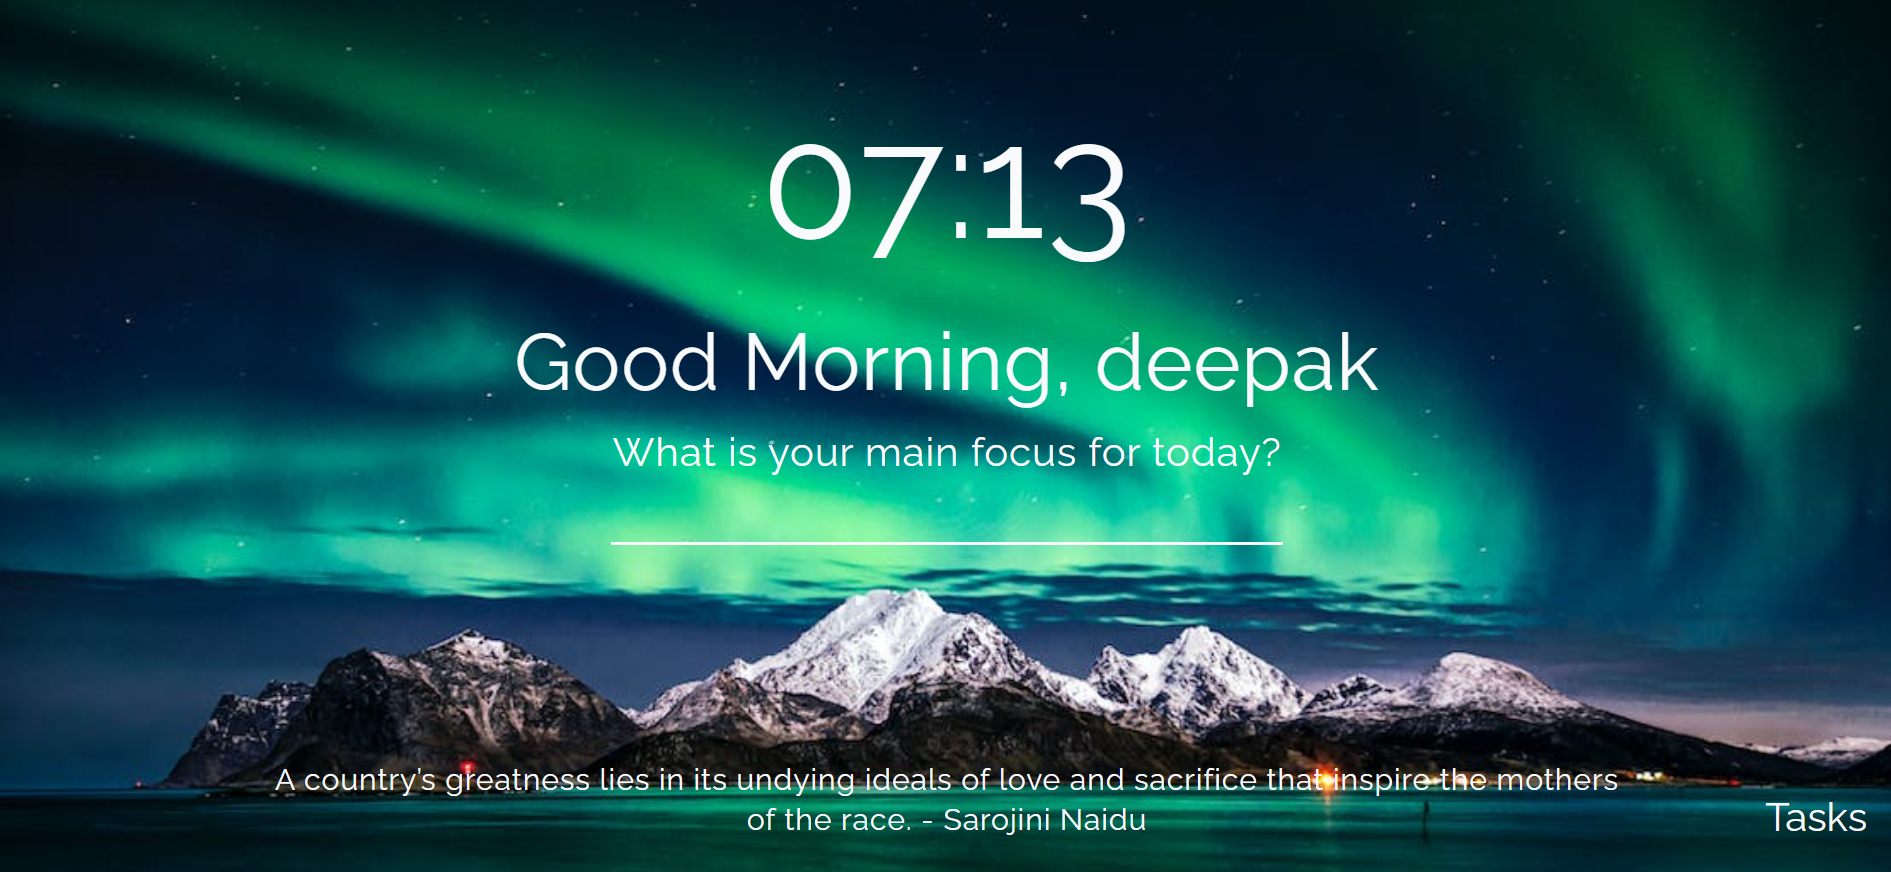 07:13
Good Morning, deepak
What is your main focus for today?
A country's greatness lies in its undying ideals of love and sacrifice that inspire the mothers
of the race. - Sarojini Naidu
Tasks